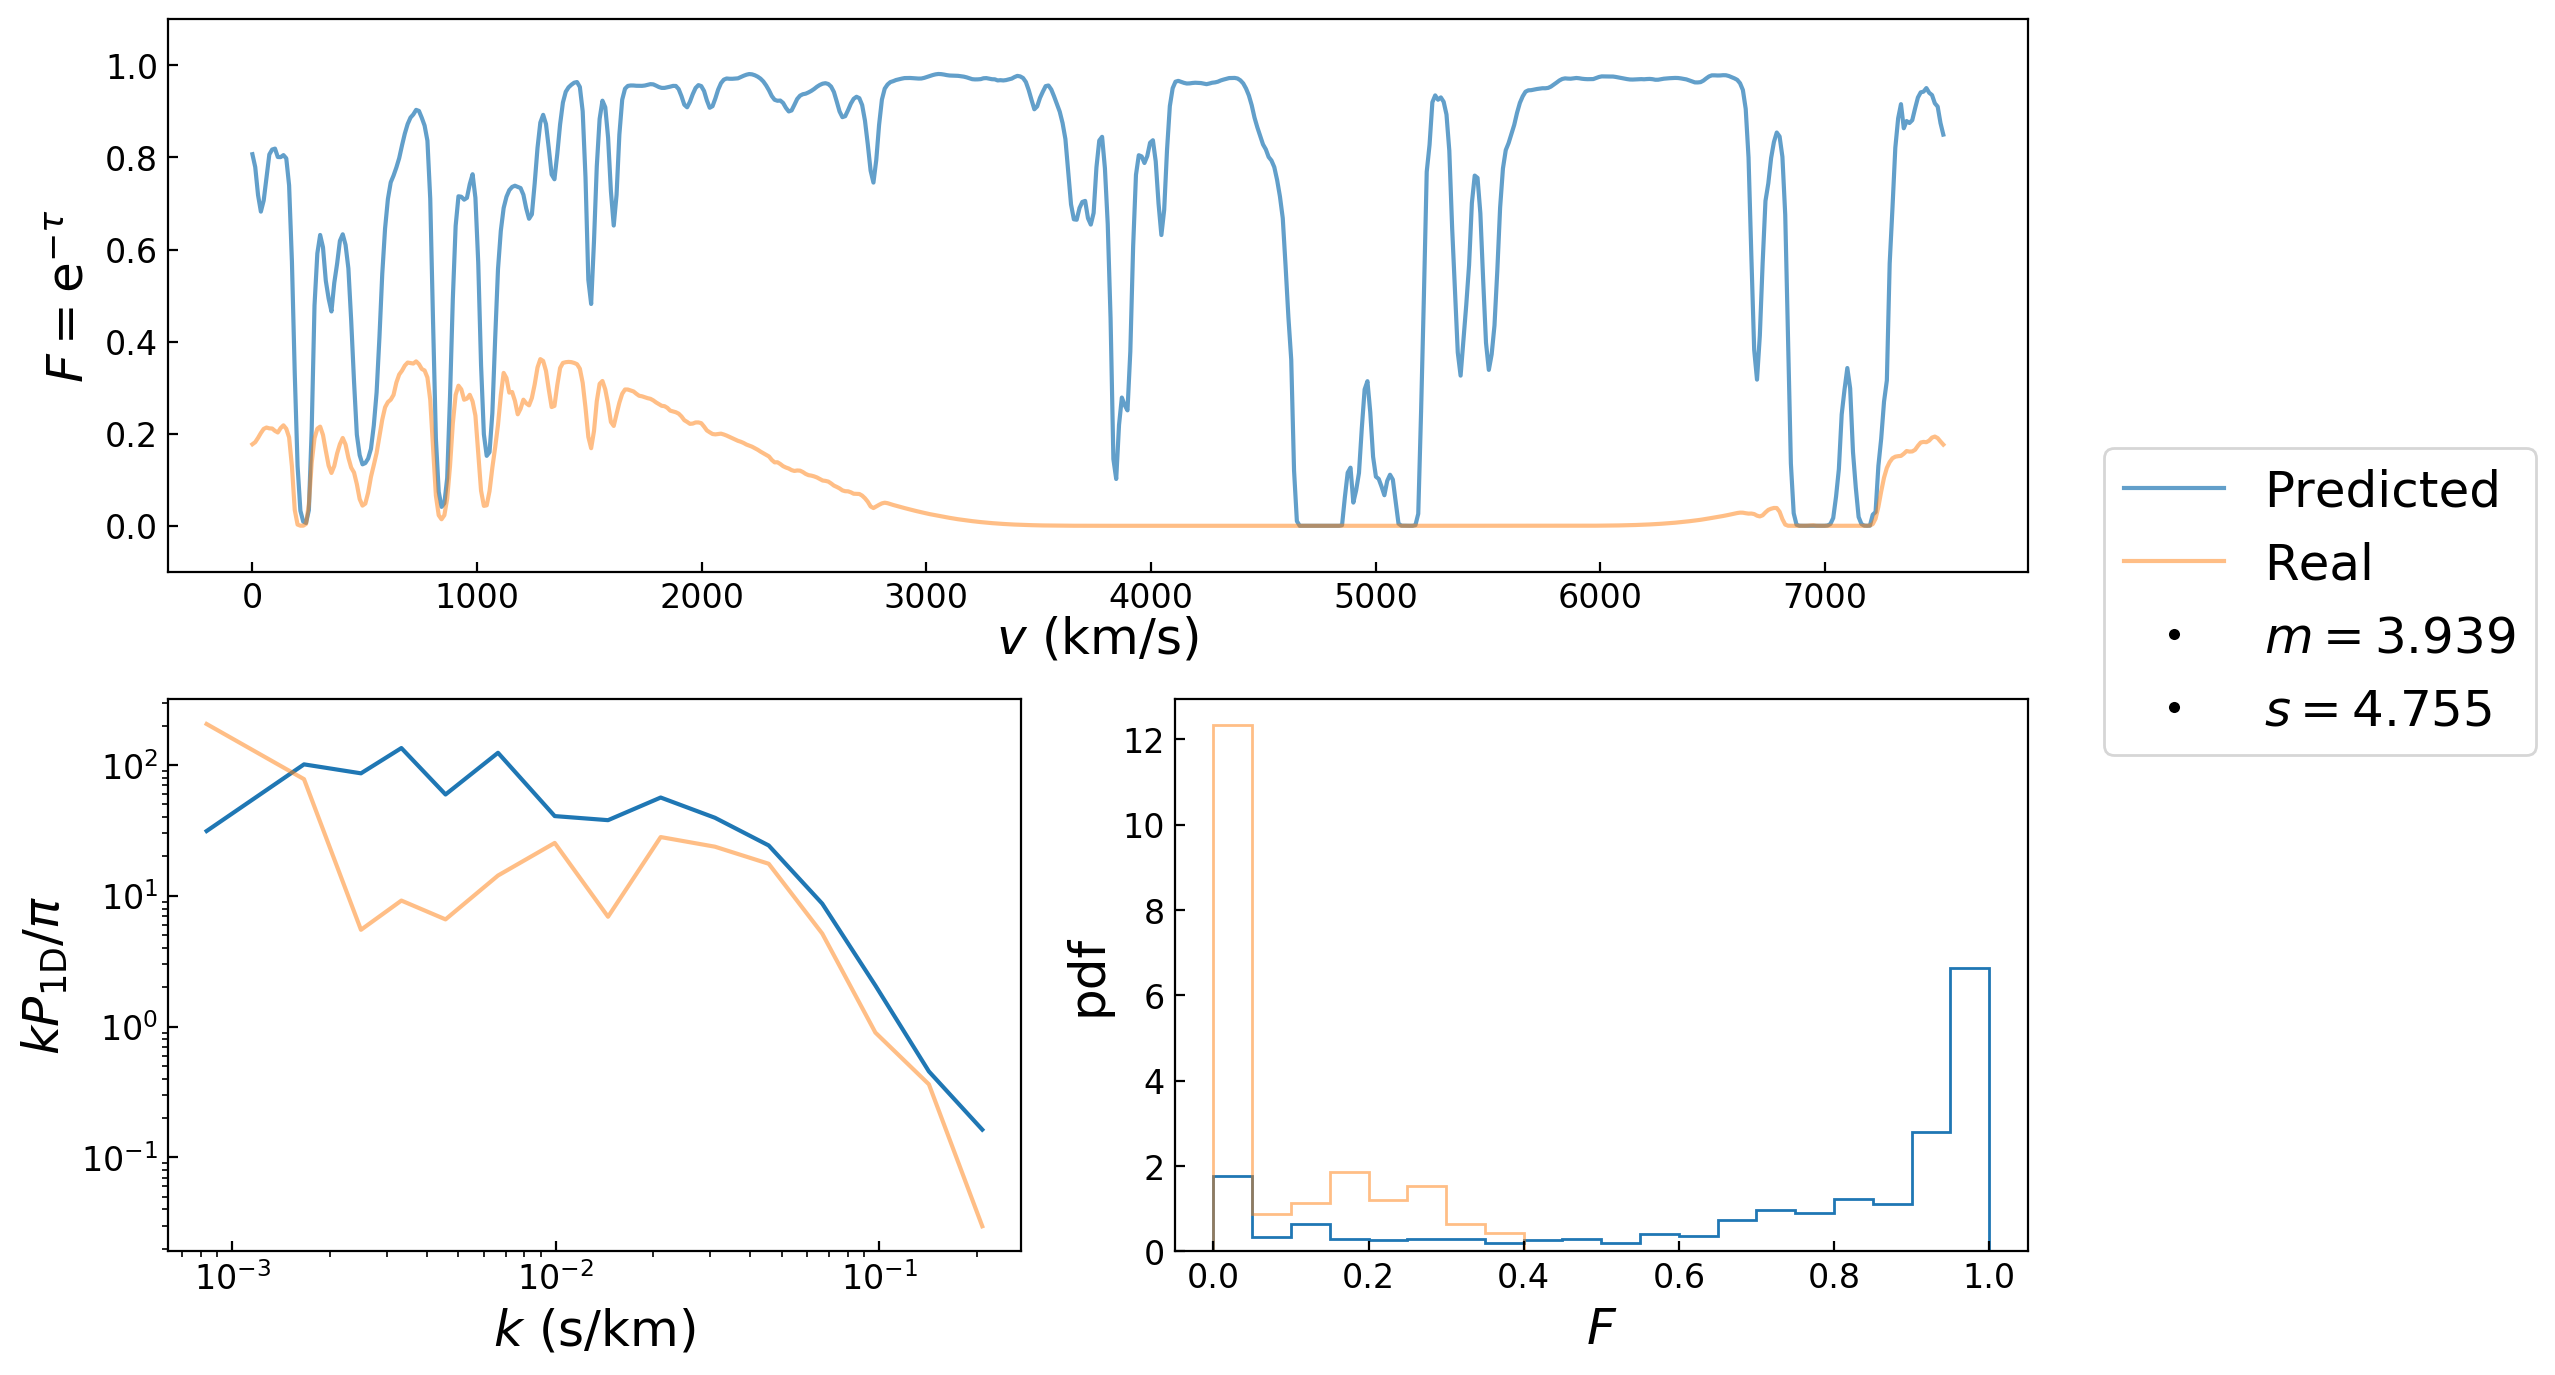 F = e^{−τ}
1.0
0.8
0.6
0.4
0.2
0.0
0 1000 2000 3000 4000 5000 6000 7000
v (km/s)
Predicted
Real
m = 3.939
s = 4.755
kP_{1D}/π
10^2
10^1
10^0
10^{−1}
10^{−3} 10^{−2} 10^{−1}
k (s/km)
pdf
12
10
8
6
4
2
0
0.0 0.2 0.4 0.6 0.8 1.0
F